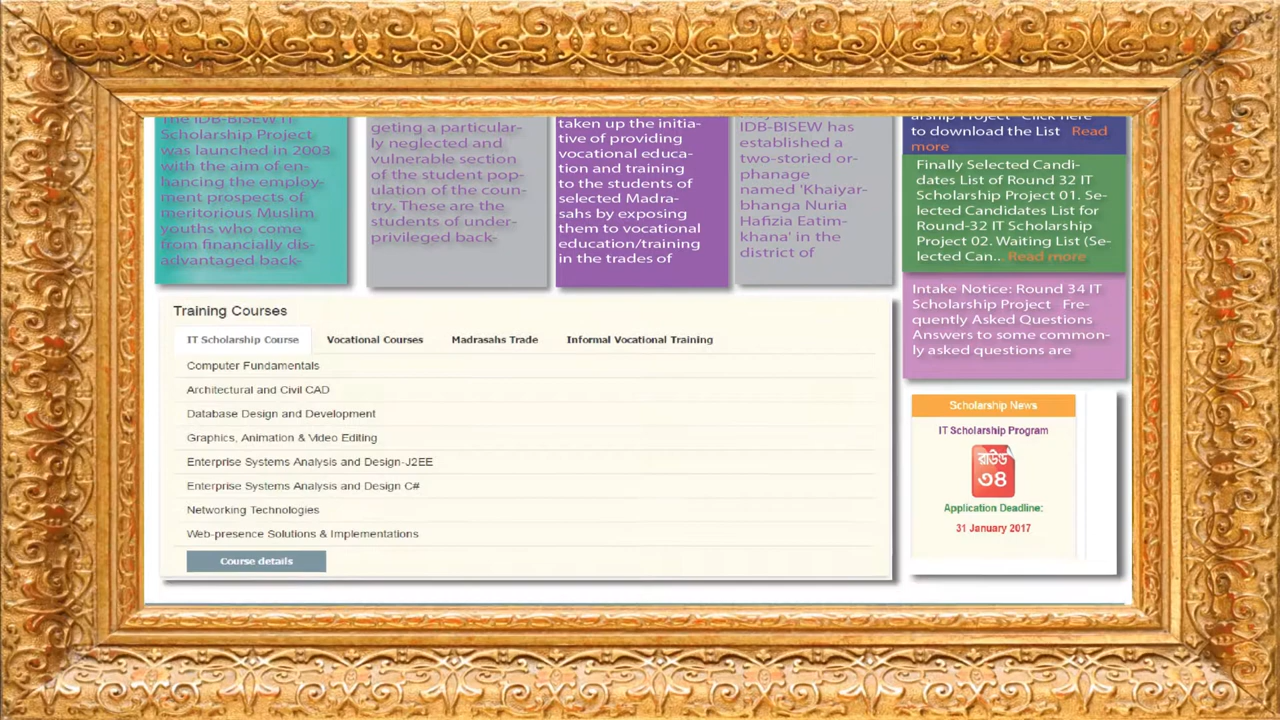 The IDB-BISEW IT
Scholarship Project
was launched in 2003
with the aim of en-
hancing the employ-
ment prospects of
meritorious Muslim
youths who come
from financially dis-
advantaged back-
geting a particular-
ly neglected and
vulnerable section
of the student pop-
ulation of the coun-
try. These are the
students of under-
privileged back-
taken up the initia-
tive of providing
vocational educa-
tion and training
to the students of
selected Madra-
sahs by exposing
them to vocational
education/training
in the trades of
IDB-BISEW has
established a
two-storied or-
phanage
named 'Khaiyar-
bhanga Nuria
Hafizia Eatim-
khana' in the
district of
arship Project Click here
to download the List Read
more
Finally Selected Candi-
dates List of Round 32 IT
Scholarship Project 01. Se-
lected Candidates List for
Round-32 IT Scholarship
Project 02. Waiting List (Se-
lected Can... Read more
Intake Notice: Round 34 IT
Scholarship Project Fre-
quently Asked Questions
Answers to some common-
ly asked questions are
Training Courses
IT Scholarship Course Vocational Courses Madrasahs Trade Informal Vocational Training
Computer Fundamentals
Architectural and Civil CAD
Database Design and Development
Graphics, Animation & Video Editing
Enterprise Systems Analysis and Design-J2EE
Enterprise Systems Analysis and Design C#
Networking Technologies
Web-presence Solutions & Implementations
Course details
Scholarship News
IT Scholarship Program
রাউন্ড
৩৪
Application Deadline:
31 January 2017